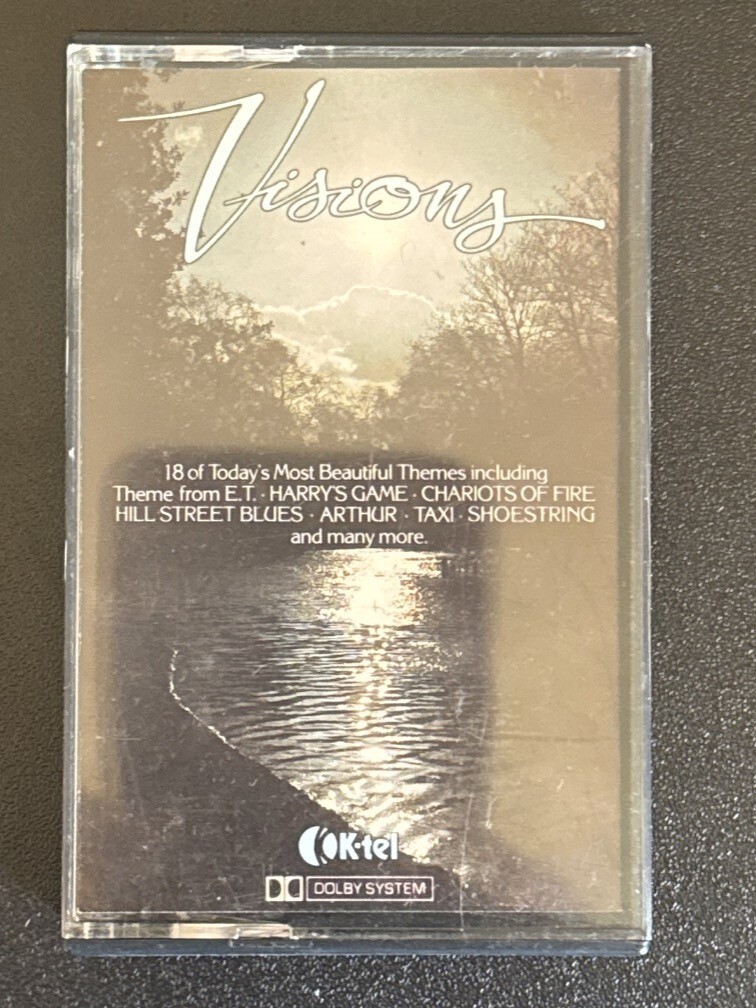 Visions
18 of Today's Most Beautiful Themes including
Theme from E.T. · HARRY'S GAME · CHARIOTS OF FIRE
HILL STREET BLUES · ARTHUR · TAXI · SHOESTRING
and many more.
K-tel
DOLBY SYSTEM